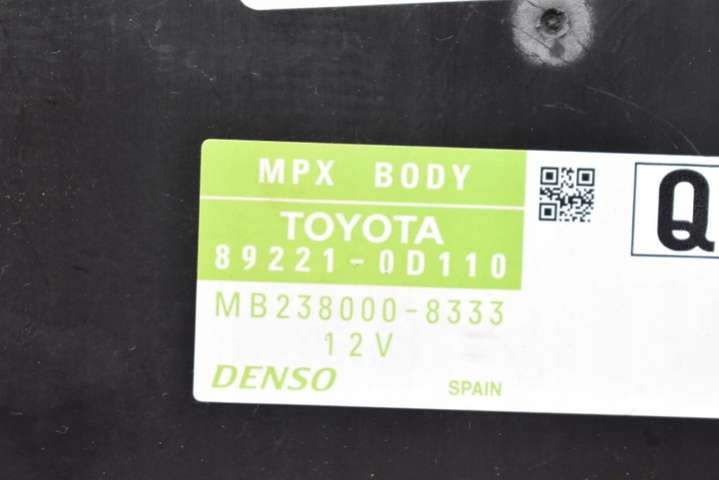 MPX BODY
TOYOTA
89221-0D110
MB238000-8333
12V
DENSO
SPAIN
Q